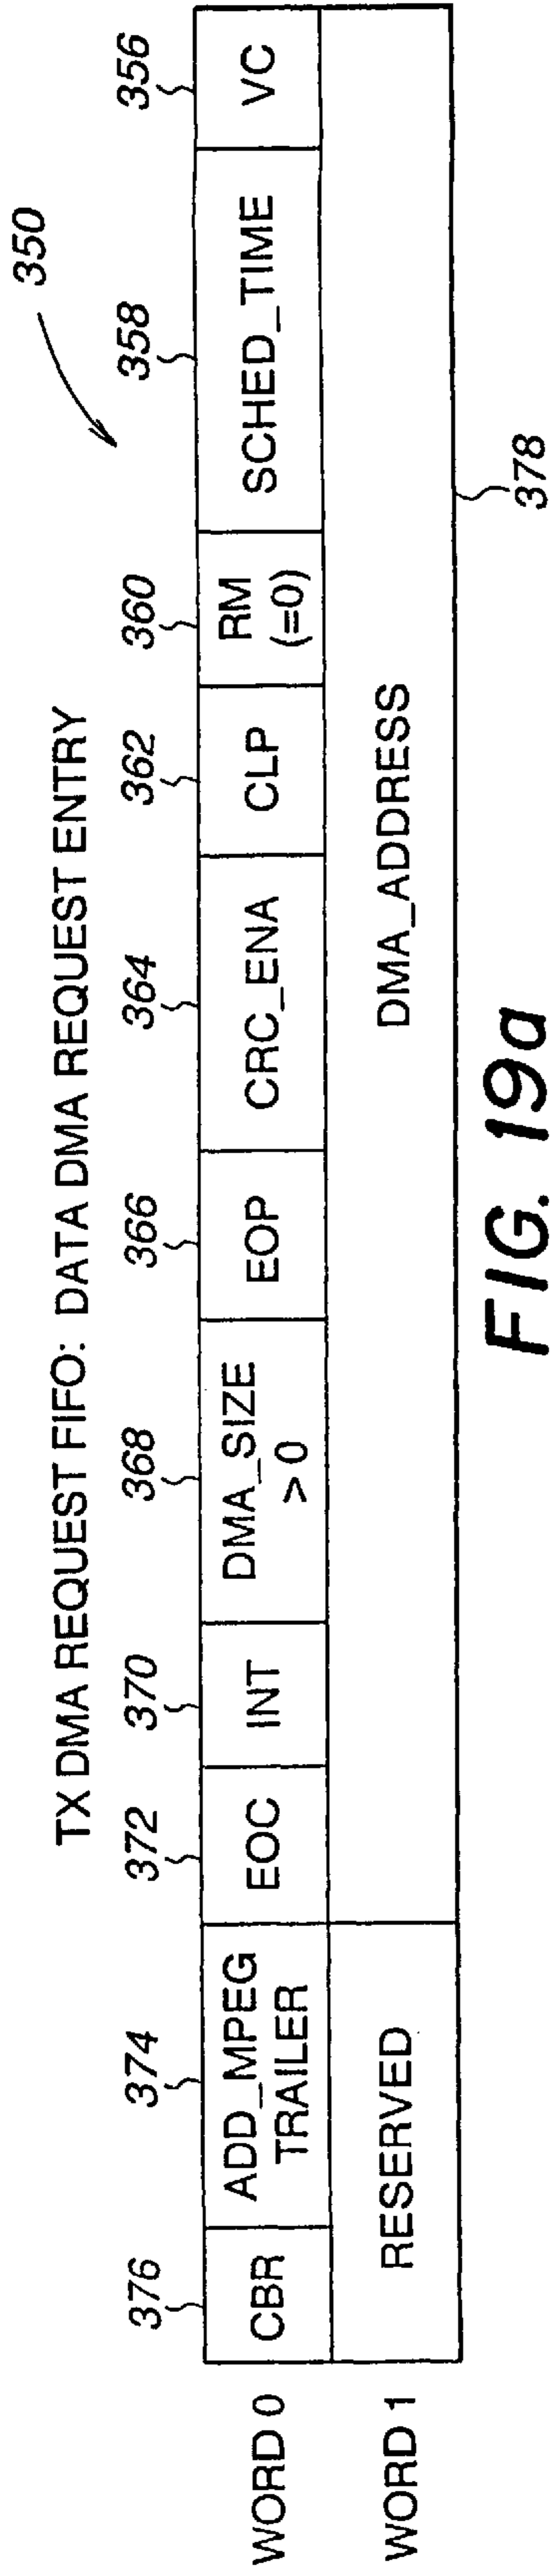 350
TX DMA REQUEST FIFO: DATA DMA REQUEST ENTRY
376 374 372 370 368 366 364 362 360 358 356
WORD 0 CBR ADD_MPEG TRAILER EOC INT DMA_SIZE > 0 EOP CRC_ENA CLP RM (=0) SCHED_TIME VC
WORD 1 RESERVED DMA_ADDRESS
378
FIG. 19a